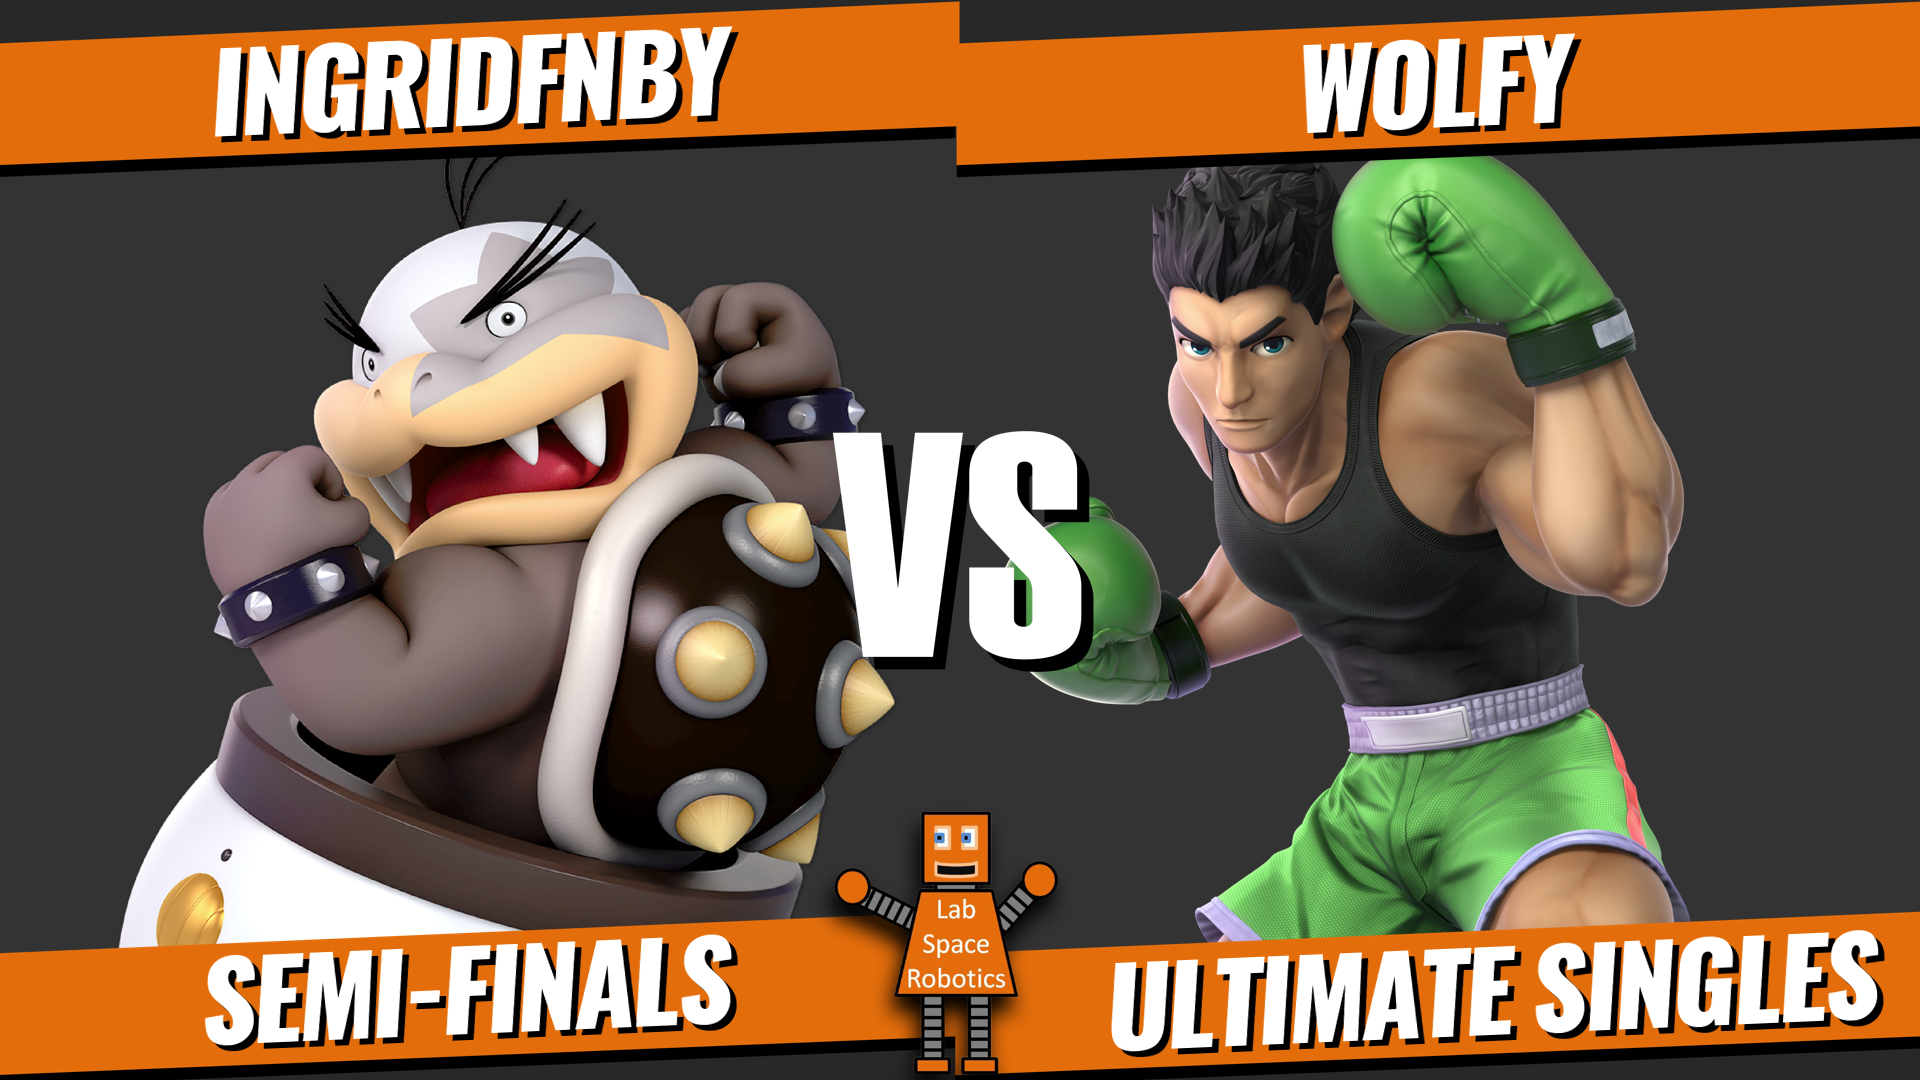 INGRIDFNBY
WOLFY
VS
Lab
Space
Robotics
SEMI-FINALS
ULTIMATE SINGLES